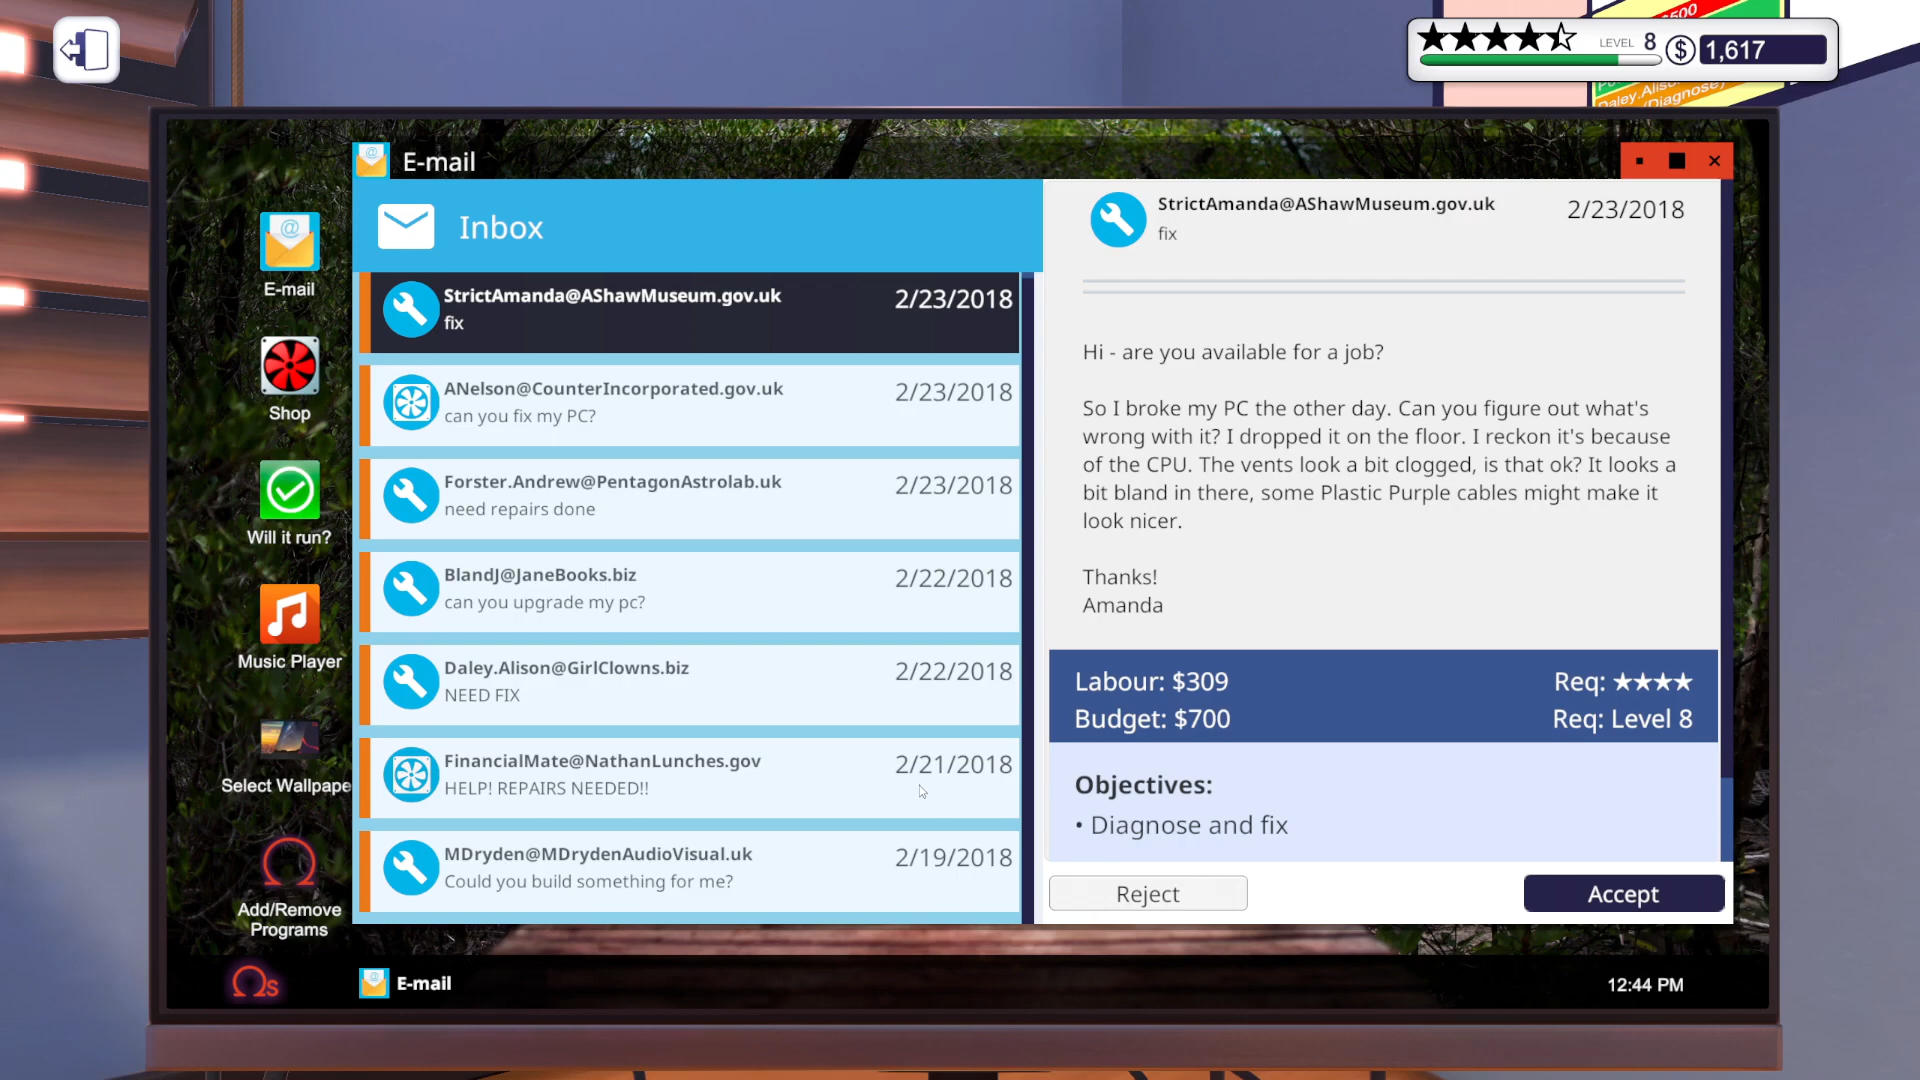 $500
LEVEL 8
$ 1,617
Daley.Aliso
(Diagnose)
E-mail
Inbox
StrictAmanda@AShawMuseum.gov.uk
2/23/2018
fix
ANelson@CounterIncorporated.gov.uk
2/23/2018
can you fix my PC?
Forster.Andrew@PentagonAstrolab.uk
2/23/2018
need repairs done
BlandJ@JaneBooks.biz
2/22/2018
can you upgrade my pc?
Daley.Alison@GirlClowns.biz
2/22/2018
NEED FIX
FinancialMate@NathanLunches.gov
2/21/2018
HELP! REPAIRS NEEDED!!
MDryden@MDrydenAudioVisual.uk
2/19/2018
Could you build something for me?
StrictAmanda@AShawMuseum.gov.uk
2/23/2018
fix
Hi - are you available for a job?
So I broke my PC the other day. Can you figure out what's
wrong with it? I dropped it on the floor. I reckon it's because
of the CPU. The vents look a bit clogged, is that ok? It looks a
bit bland in there, some Plastic Purple cables might make it
look nicer.
Thanks!
Amanda
Labour: $309
Req: ★★★★
Budget: $700
Req: Level 8
Objectives:
• Diagnose and fix
Reject
Accept
E-mail
Shop
Will it run?
Music Player
Select Wallpape
Add/Remove
Programs
Ωs
E-mail
12:44 PM